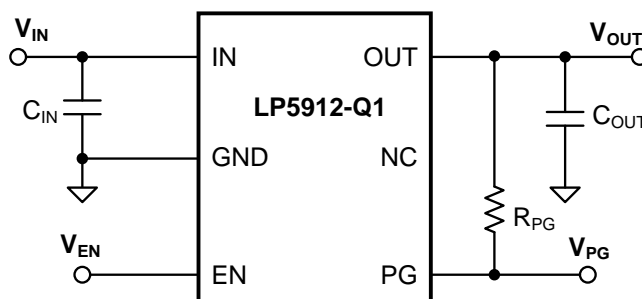 VIN
VOUT
IN
OUT
CIN
LP5912-Q1
COUT
GND
NC
RPG
VEN
VPG
EN
PG